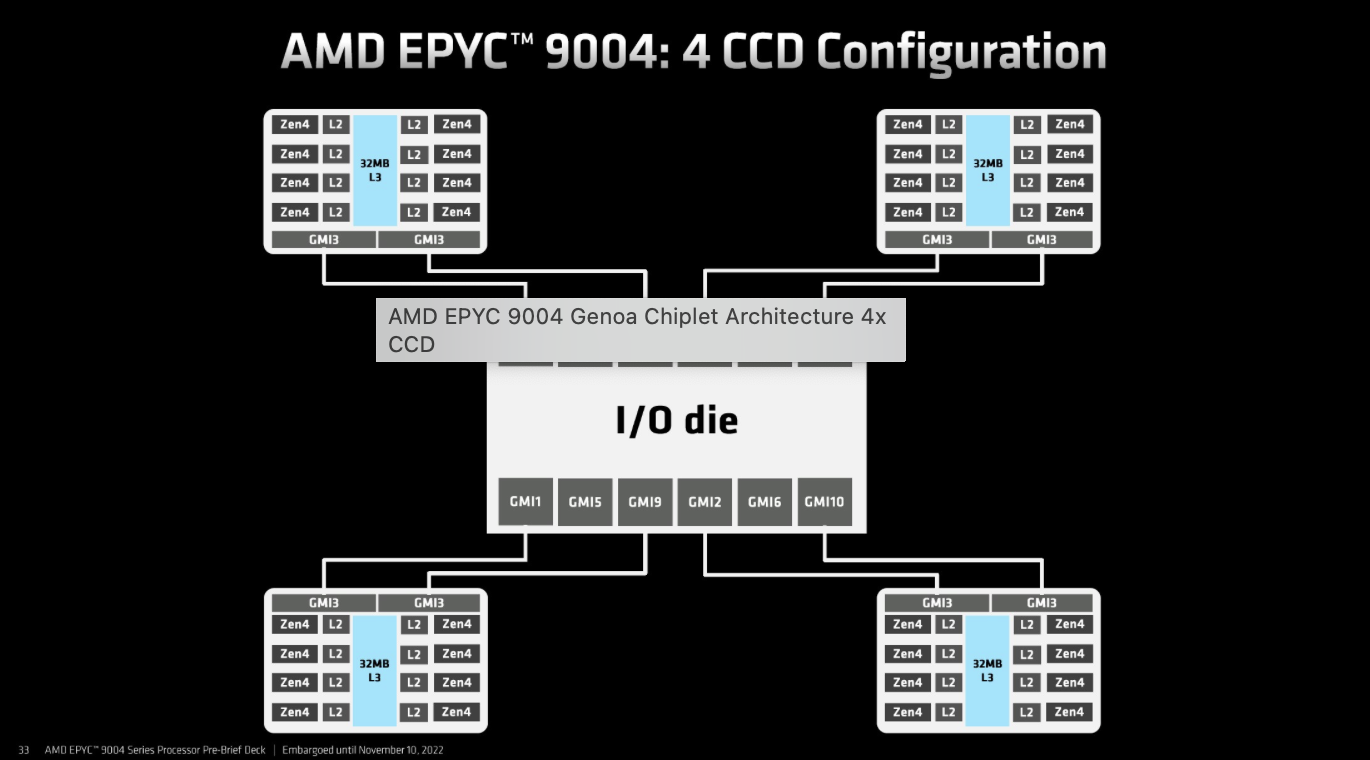 AMD EPYC™ 9004: 4 CCD Configuration
Zen4 L2 L2 Zen4 Zen4 L2 L2 Zen4
Zen4 L2 32MB L2 Zen4 Zen4 L2 32MB L2 Zen4
Zen4 L2 L3 L2 Zen4 Zen4 L2 L3 L2 Zen4
Zen4 L2 L2 Zen4 Zen4 L2 L2 Zen4
GMI3 GMI3 GMI3 GMI3
AMD EPYC 9004 Genoa Chiplet Architecture 4x
CCD
I/O die
GMI1 GMI5 GMI9 GMI2 GMI6 GMI10
GMI3 GMI3 GMI3 GMI3
Zen4 L2 L2 Zen4 Zen4 L2 L2 Zen4
Zen4 L2 32MB L2 Zen4 Zen4 L2 32MB L2 Zen4
Zen4 L2 L3 L2 Zen4 Zen4 L2 L3 L2 Zen4
Zen4 L2 L2 Zen4 Zen4 L2 L2 Zen4
33 AMD EPYC™ 9004 Series Processor Pre-Brief Deck | Embargoed until November 10, 2022